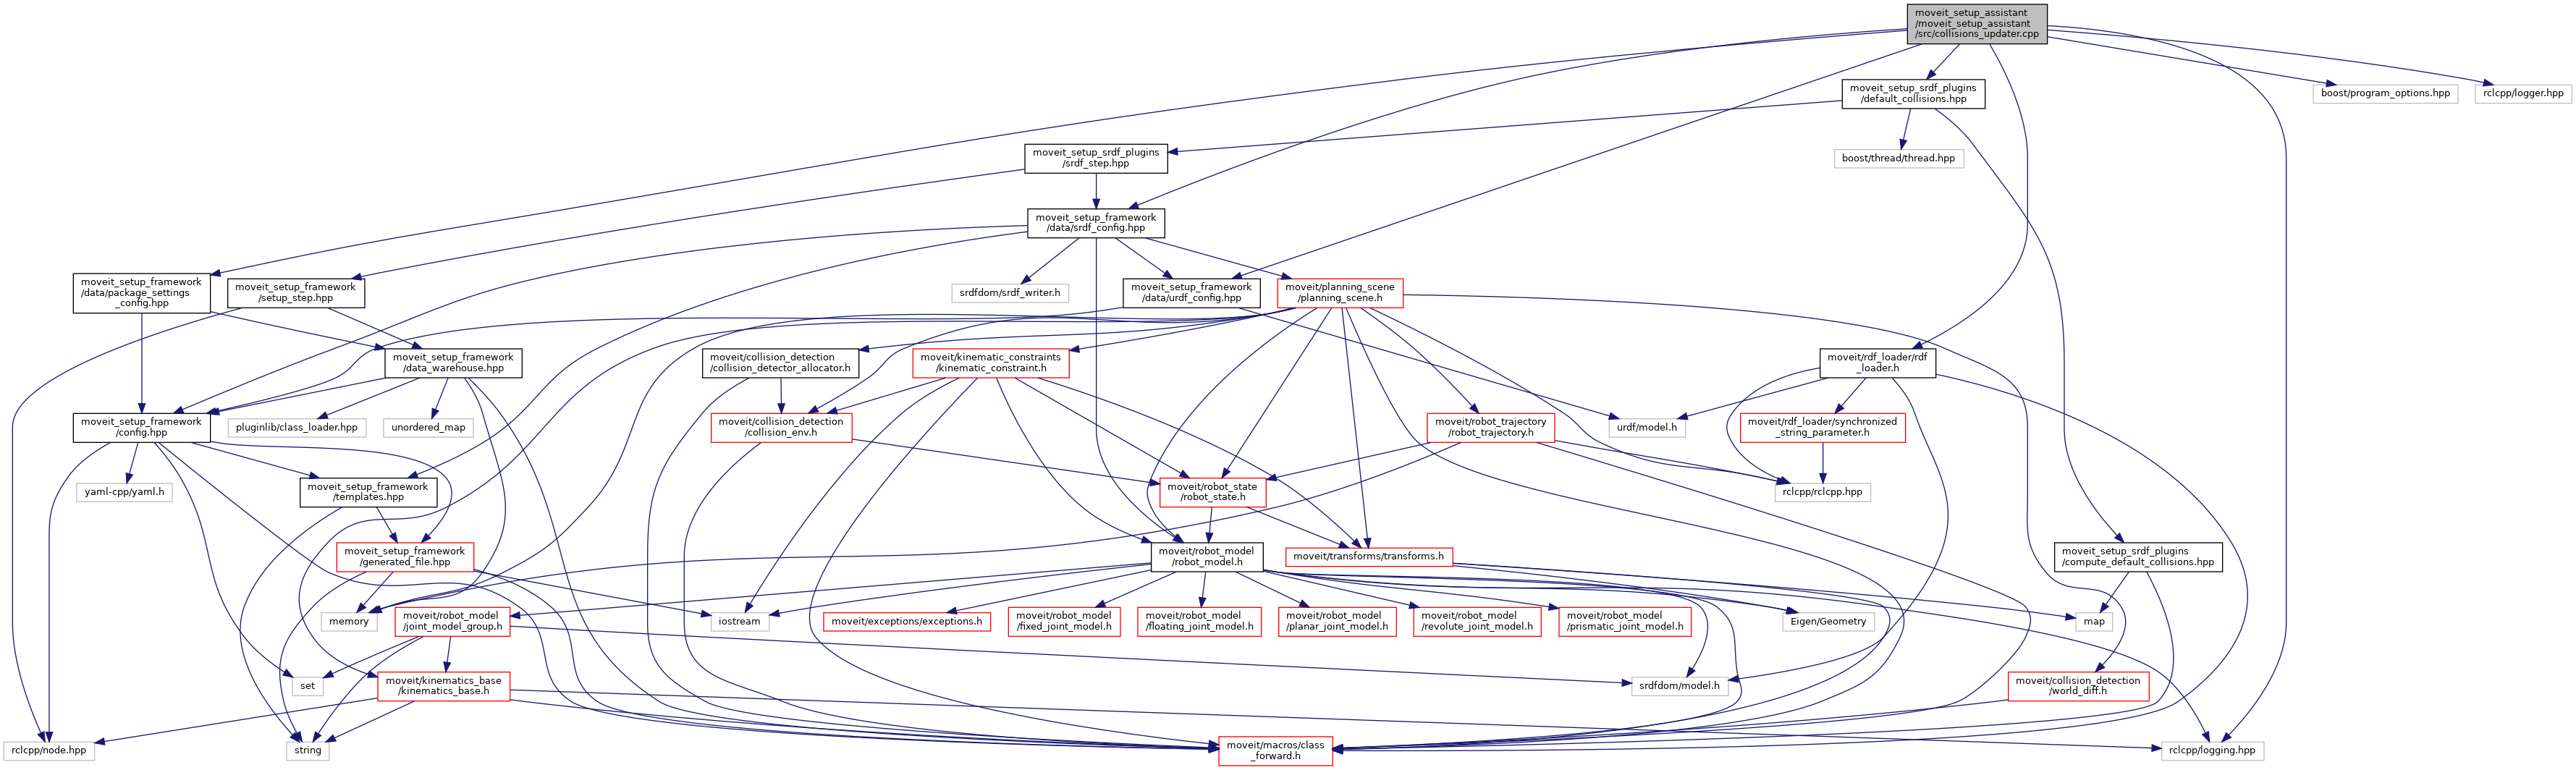 moveit_setup_assistant
/moveit_setup_assistant
/src/collisions_updater.cpp
moveit_setup_srdf_plugins
/default_collisions.hpp
boost/program_options.hpp
rclcpp/logger.hpp
moveit_setup_srdf_plugins
/srdf_step.hpp
boost/thread/thread.hpp
moveit_setup_framework
/data/srdf_config.hpp
moveit_setup_framework
/data/package_settings
_config.hpp
moveit_setup_framework
/setup_step.hpp
srdfdom/srdf_writer.h
moveit_setup_framework
/data/urdf_config.hpp
moveit/planning_scene
/planning_scene.h
moveit_setup_framework
/data_warehouse.hpp
moveit/collision_detection
/collision_detector_allocator.h
moveit/kinematic_constraints
/kinematic_constraint.h
moveit/rdf_loader/rdf
_loader.h
moveit_setup_framework
/config.hpp
pluginlib/class_loader.hpp
unordered_map
moveit/collision_detection
/collision_env.h
moveit/robot_trajectory
/robot_trajectory.h
urdf/model.h
moveit/rdf_loader/synchronized
_string_parameter.h
yaml-cpp/yaml.h
moveit_setup_framework
/templates.hpp
moveit/robot_state
/robot_state.h
rclcpp/rclcpp.hpp
moveit_setup_framework
/generated_file.hpp
moveit/robot_model
/robot_model.h
moveit/transforms/transforms.h
moveit_setup_srdf_plugins
/compute_default_collisions.hpp
memory
moveit/robot_model
/joint_model_group.h
iostream
moveit/exceptions/exceptions.h
moveit/robot_model
/fixed_joint_model.h
moveit/robot_model
/floating_joint_model.h
moveit/robot_model
/planar_joint_model.h
moveit/robot_model
/revolute_joint_model.h
moveit/robot_model
/prismatic_joint_model.h
Eigen/Geometry
map
set
moveit/kinematics_base
/kinematics_base.h
srdfdom/model.h
moveit/collision_detection
/world_diff.h
rclcpp/node.hpp
string
moveit/macros/class
_forward.h
rclcpp/logging.hpp